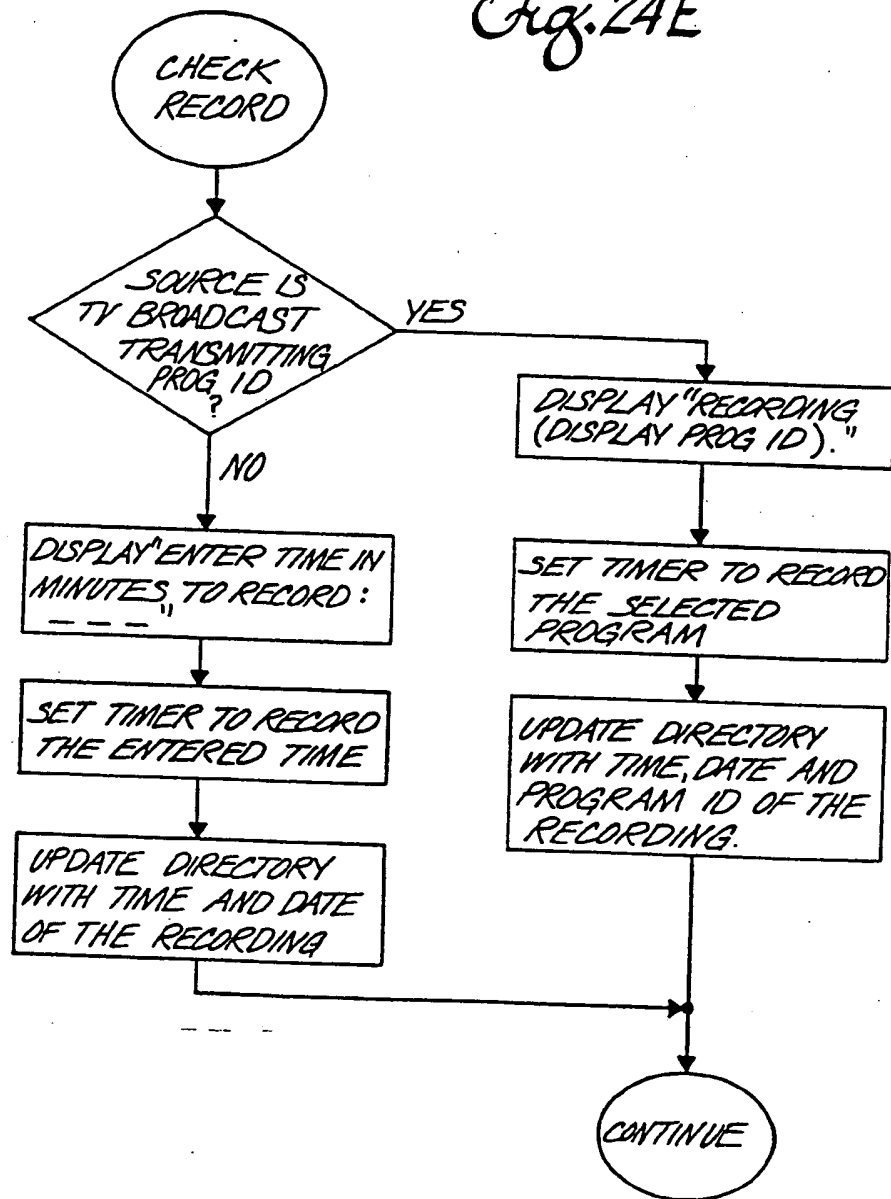 Fig. 24E
CHECK
RECORD
SOURCE IS
TV BROADCAST
TRANSMITTING
PROG ID
?
YES
NO
DISPLAY "ENTER TIME IN
MINUTES, TO RECORD:
_ _ _"
SET TIMER TO RECORD
THE ENTERED TIME
UPDATE DIRECTORY
WITH TIME AND DATE
OF THE RECORDING
DISPLAY "RECORDING
(DISPLAY PROG ID)."
SET TIMER TO RECORD
THE SELECTED
PROGRAM
UPDATE DIRECTORY
WITH TIME, DATE AND
PROGRAM ID OF THE
RECORDING.
CONTINUE